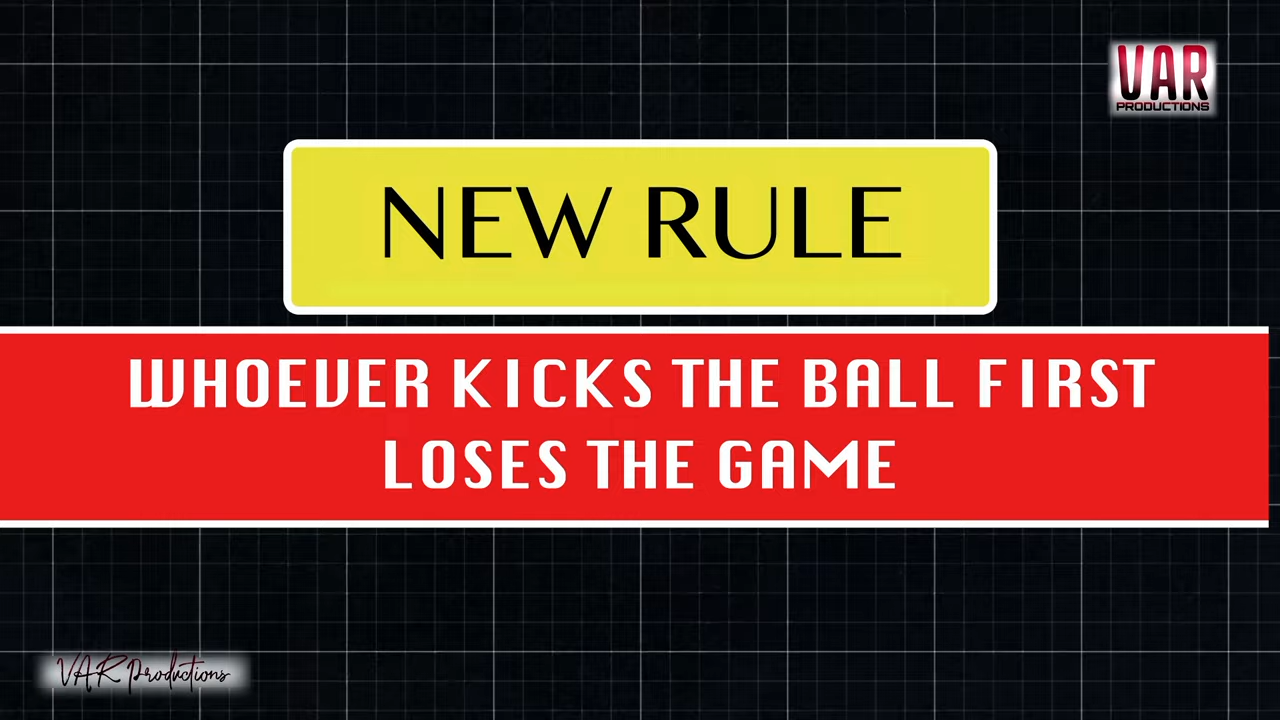 VAR
PRODUCTIONS
NEW RULE
WHOEVER KICKS THE BALL FIRST
LOSES THE GAME
VAR Productions